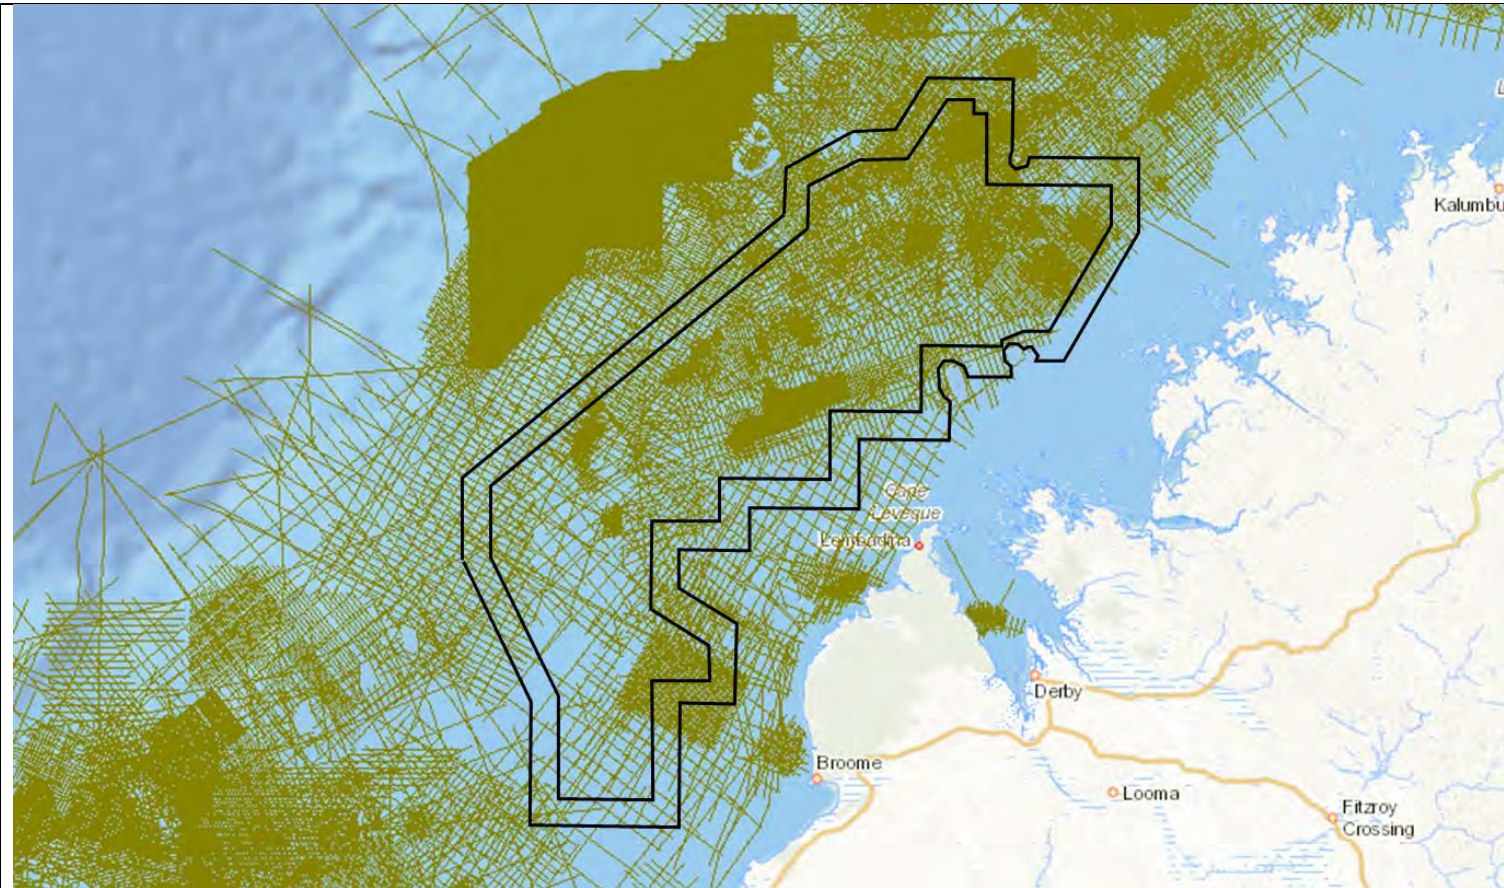 L
Kalumbu
Cape
Leveque
Lombadina
Derby
Broome
Looma
Fitzroy
Crossing